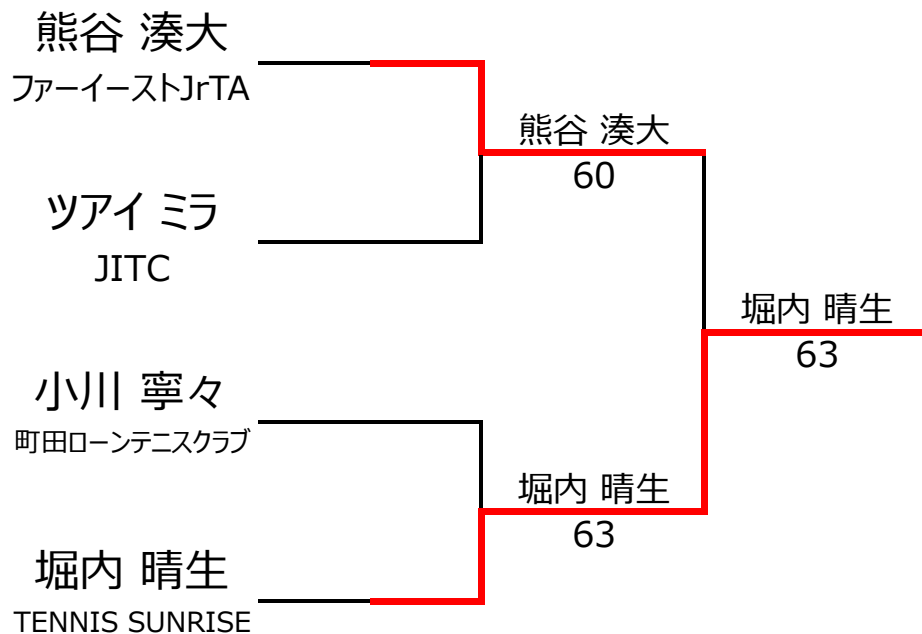 熊谷 湊大
ファーイーストJrTA
熊谷 湊大
60
ツアイ ミラ
JITC
堀内 晴生
63
小川 寧々
町田ローンテニスクラブ
堀内 晴生
63
堀内 晴生
TENNIS SUNRISE